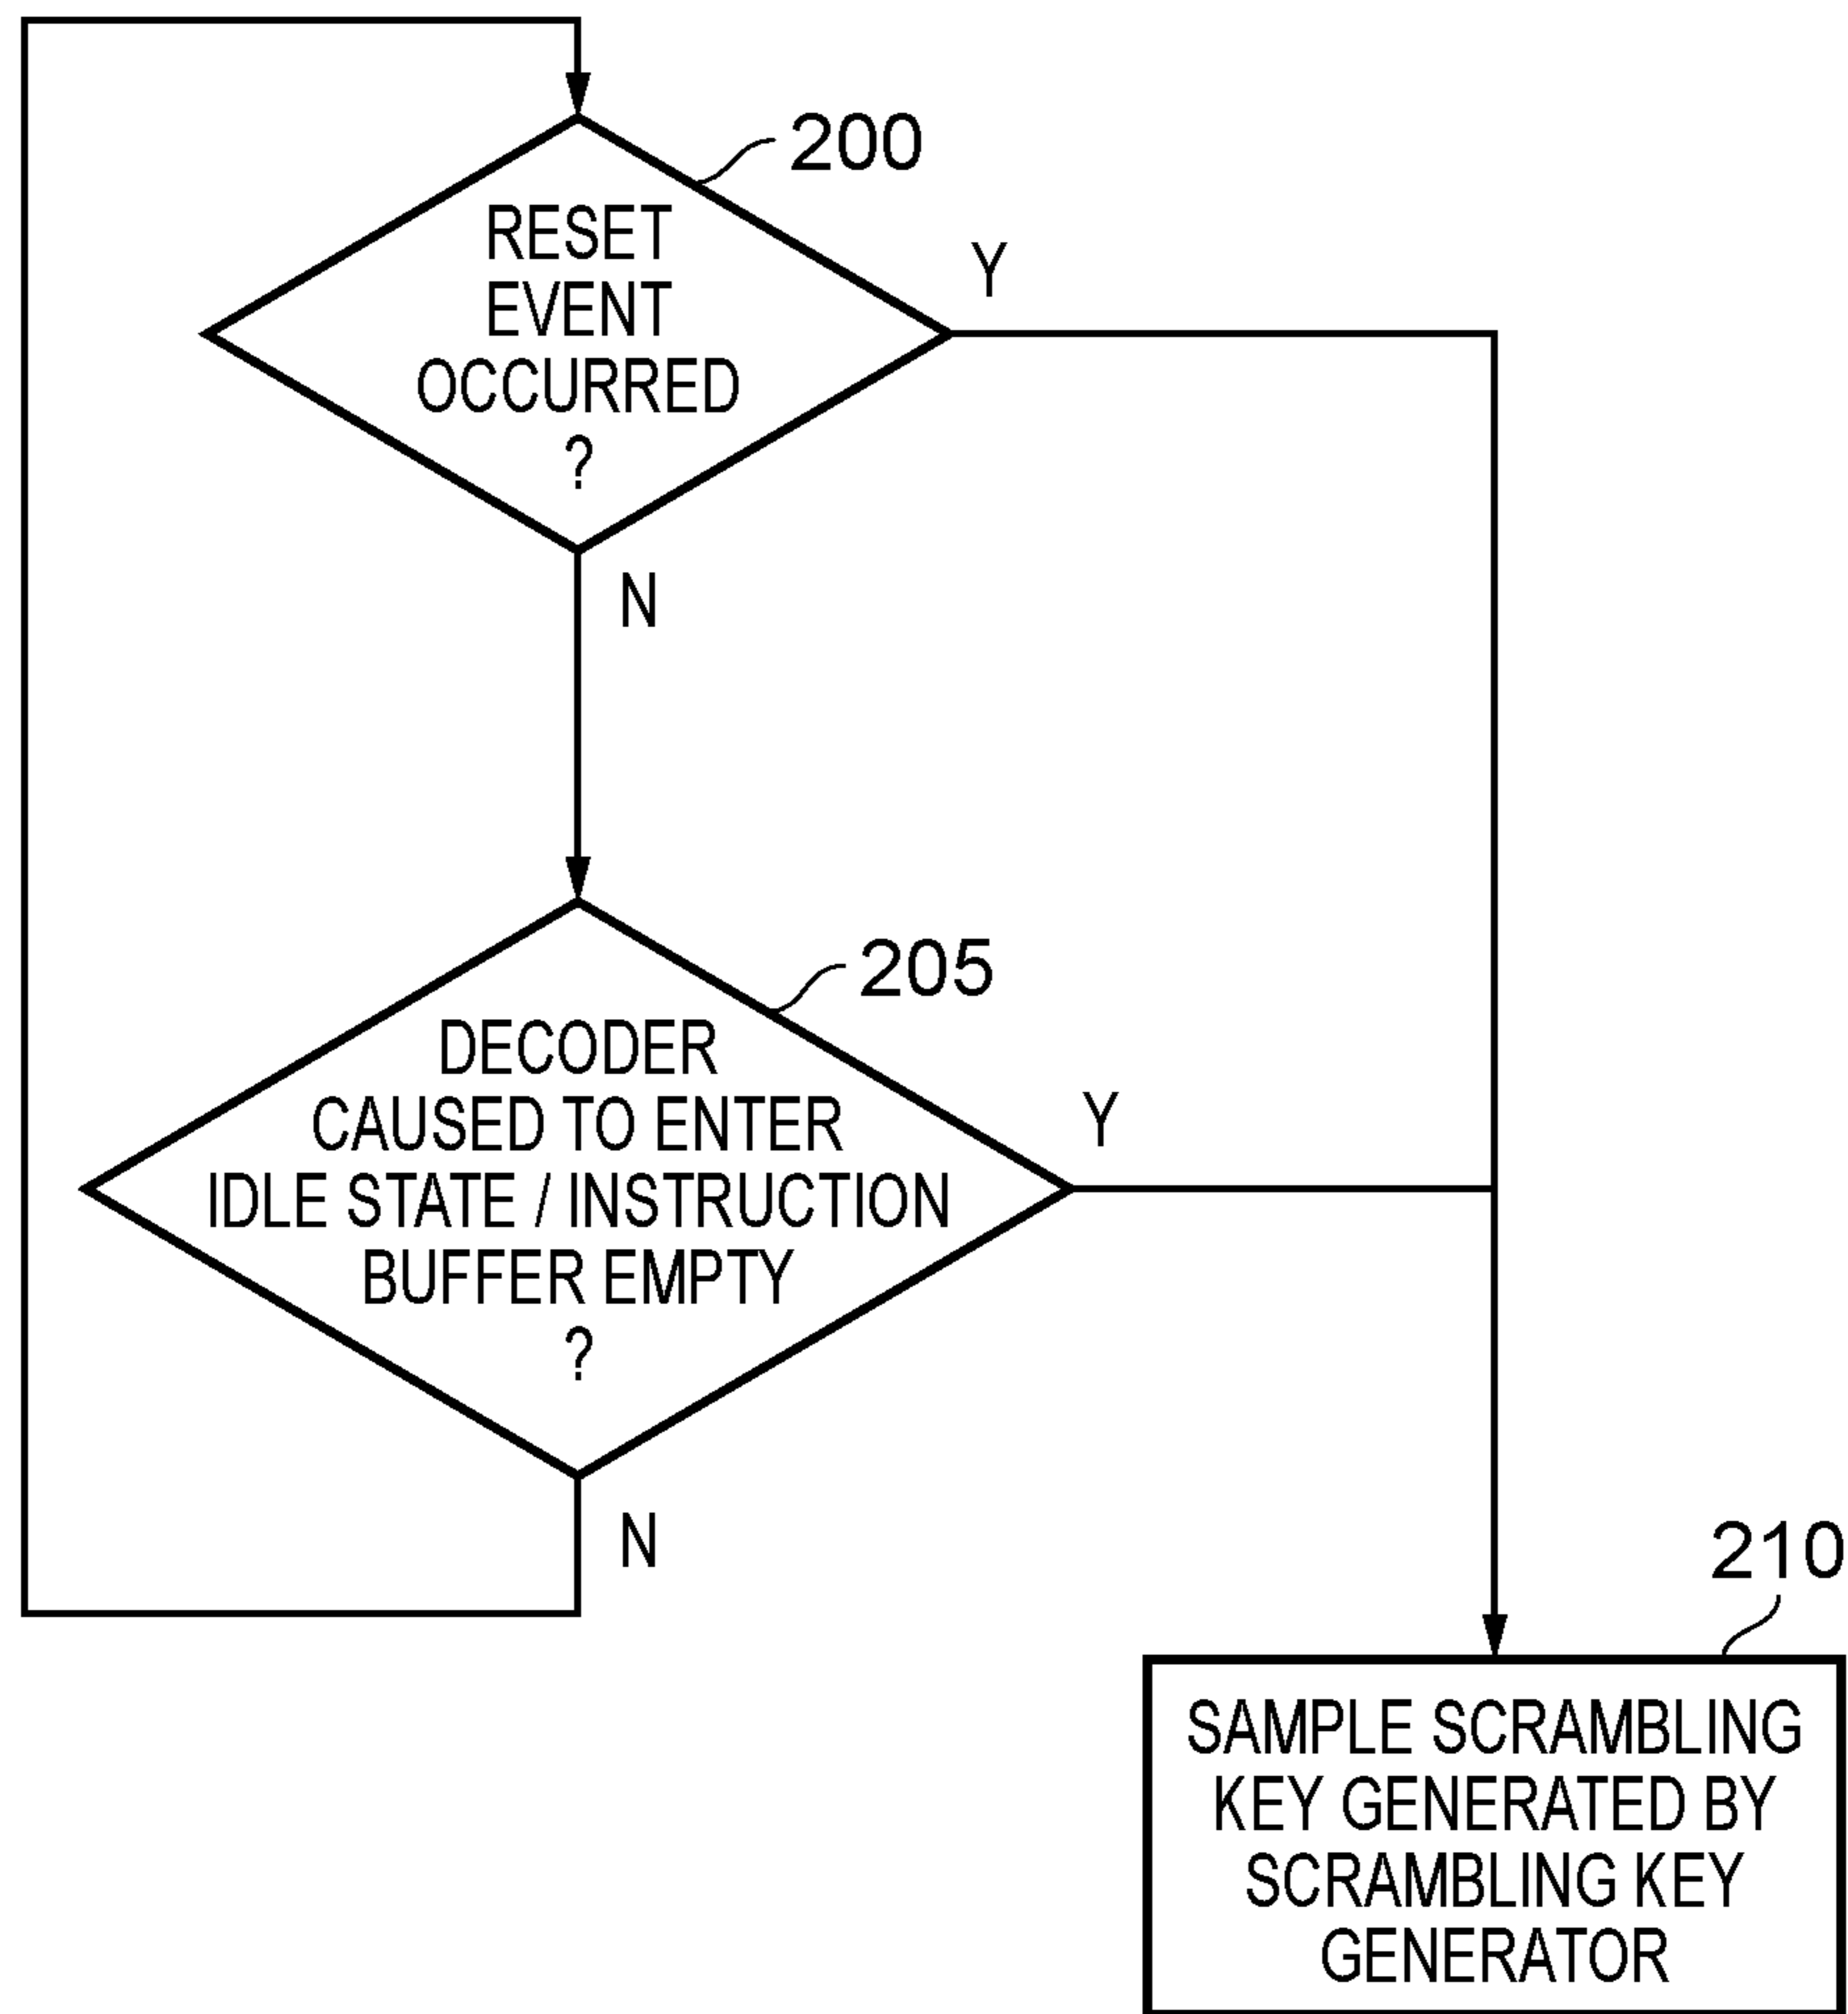 200
RESET
EVENT
OCCURRED
?
Y
N
205
DECODER
CAUSED TO ENTER
IDLE STATE / INSTRUCTION
BUFFER EMPTY
?
Y
N
210
SAMPLE SCRAMBLING
KEY GENERATED BY
SCRAMBLING KEY
GENERATOR